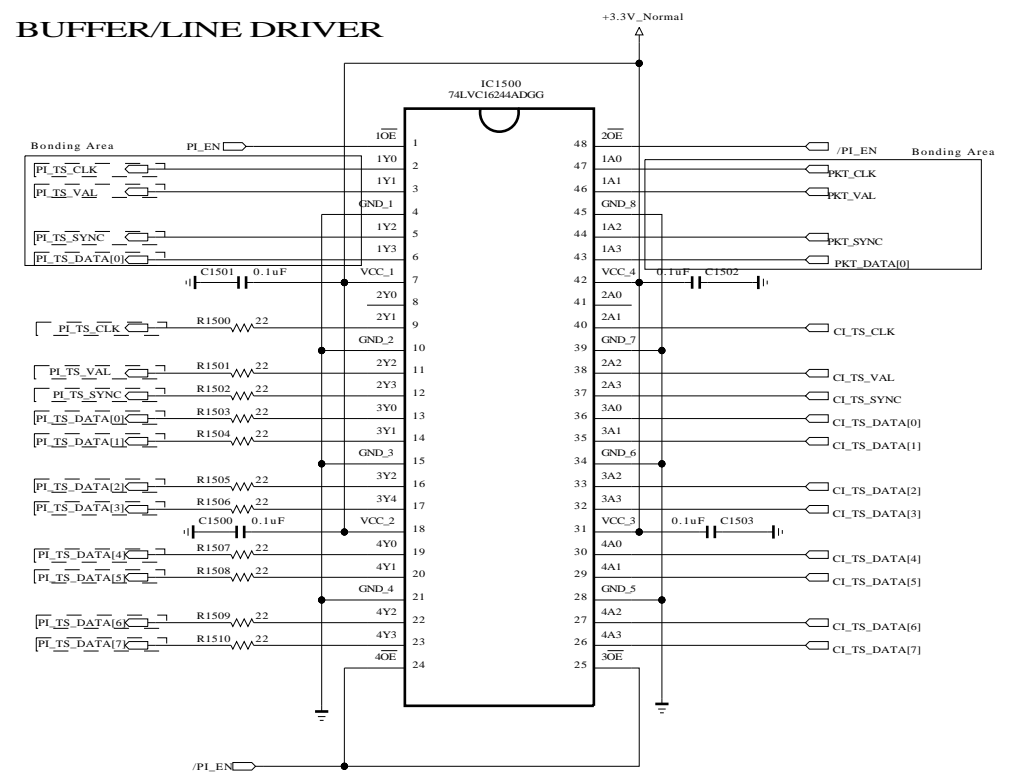 BUFFER/LINE DRIVER
+3.3V_Normal
IC1500
74LVC16244ADGG
Bonding Area
PI_EN
1OE
1
48
2OE
/PI_EN
Bonding Area
PI_TS_CLK
1Y0
2
47
1A0
PKT_CLK
PI_TS_VAL
1Y1
3
46
1A1
PKT_VAL
GND_1
4
45
GND_8
PI_TS_SYNC
1Y2
5
44
1A2
PKT_SYNC
PI_TS_DATA[0]
1Y3
6
43
1A3
PKT_DATA[0]
C1501
0.1uF
VCC_1
7
42
VCC_4
0.1uF
C1502
2Y0
8
41
2A0
PI_TS_CLK
R1500
22
2Y1
9
40
2A1
CI_TS_CLK
GND_2
10
39
GND_7
PI_TS_VAL
R1501
22
2Y2
11
38
2A2
CI_TS_VAL
PI_TS_SYNC
R1502
22
2Y3
12
37
2A3
CI_TS_SYNC
PI_TS_DATA[0]
R1503
22
3Y0
13
36
3A0
CI_TS_DATA[0]
PI_TS_DATA[1]
R1504
22
3Y1
14
35
3A1
CI_TS_DATA[1]
GND_3
15
34
GND_6
PI_TS_DATA[2]
R1505
22
3Y2
16
33
3A2
CI_TS_DATA[2]
PI_TS_DATA[3]
R1506
22
3Y4
17
32
3A3
CI_TS_DATA[3]
C1500
0.1uF
VCC_2
18
31
VCC_3
0.1uF
C1503
PI_TS_DATA[4]
R1507
22
4Y0
19
30
4A0
CI_TS_DATA[4]
PI_TS_DATA[5]
R1508
22
4Y1
20
29
4A1
CI_TS_DATA[5]
GND_4
21
28
GND_5
PI_TS_DATA[6]
R1509
22
4Y2
22
27
4A2
CI_TS_DATA[6]
PI_TS_DATA[7]
R1510
22
4Y3
23
26
4A3
CI_TS_DATA[7]
4OE
24
25
3OE
/PI_EN